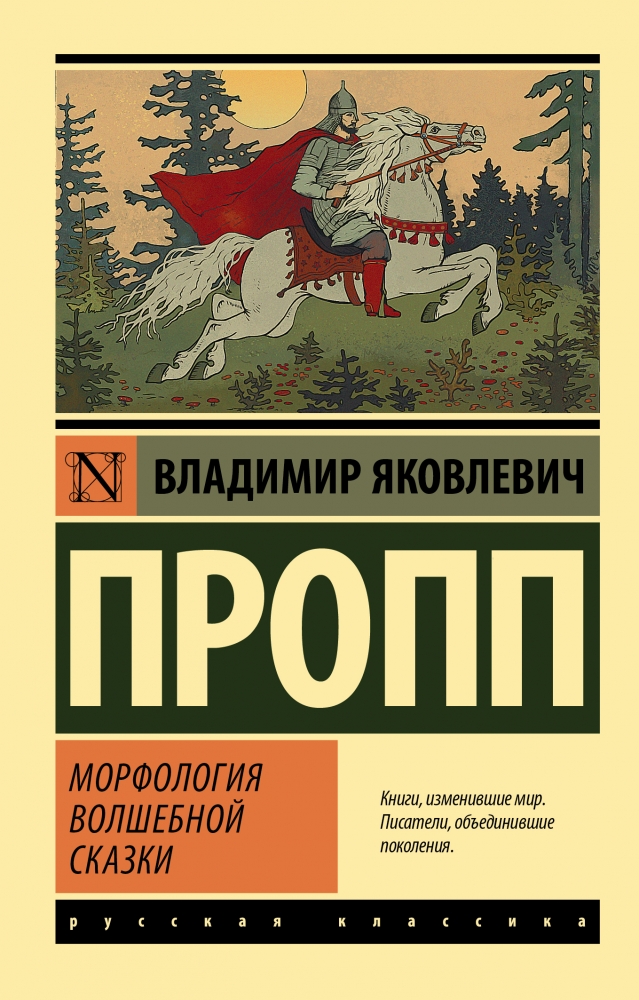 N
ВЛАДИМИР ЯКОВЛЕВИЧ
ПРОПП
МОРФОЛОГИЯ
ВОЛШЕБНОЙ
СКАЗКИ
Книги, изменившие мир.
Писатели, объединившие
поколения.
русская классика